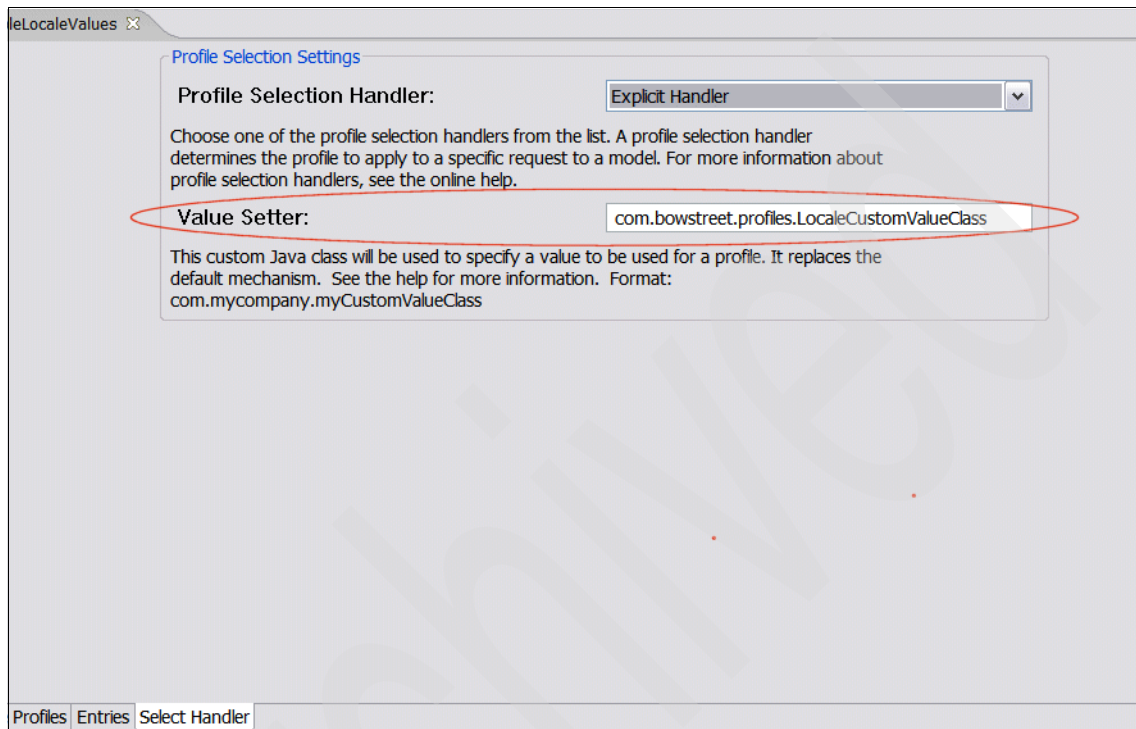 leLocaleValues
Profile Selection Settings
Profile Selection Handler: Explicit Handler
Choose one of the profile selection handlers from the list. A profile selection handler
determines the profile to apply to a specific request to a model. For more information about
profile selection handlers, see the online help.
Value Setter: com.bowstreet.profiles.LocaleCustomValueClass
This custom Java class will be used to specify a value to be used for a profile. It replaces the
default mechanism. See the help for more information. Format:
com.mycompany.myCustomValueClass
Profiles Entries Select Handler